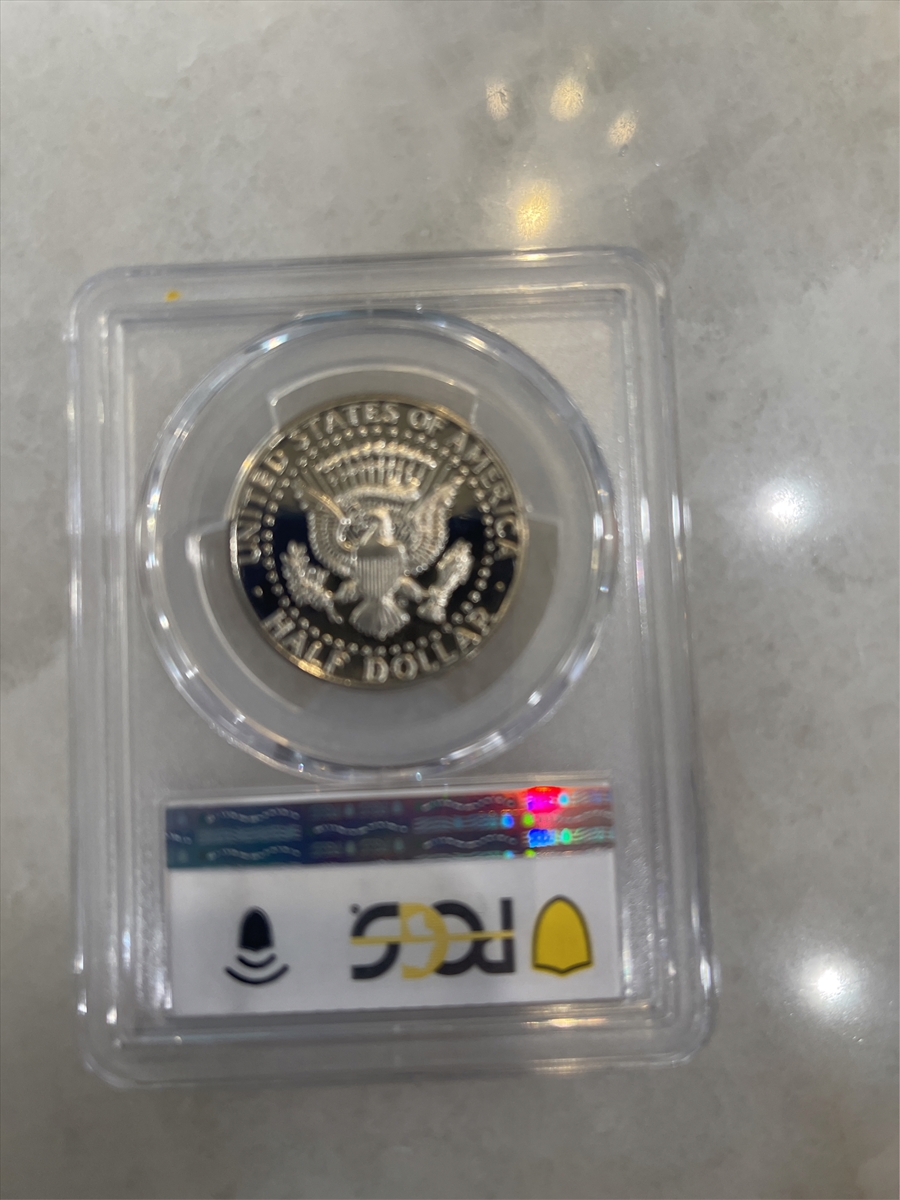 UNITED STATES OF AMERICA
HALF DOLLAR
PCGS